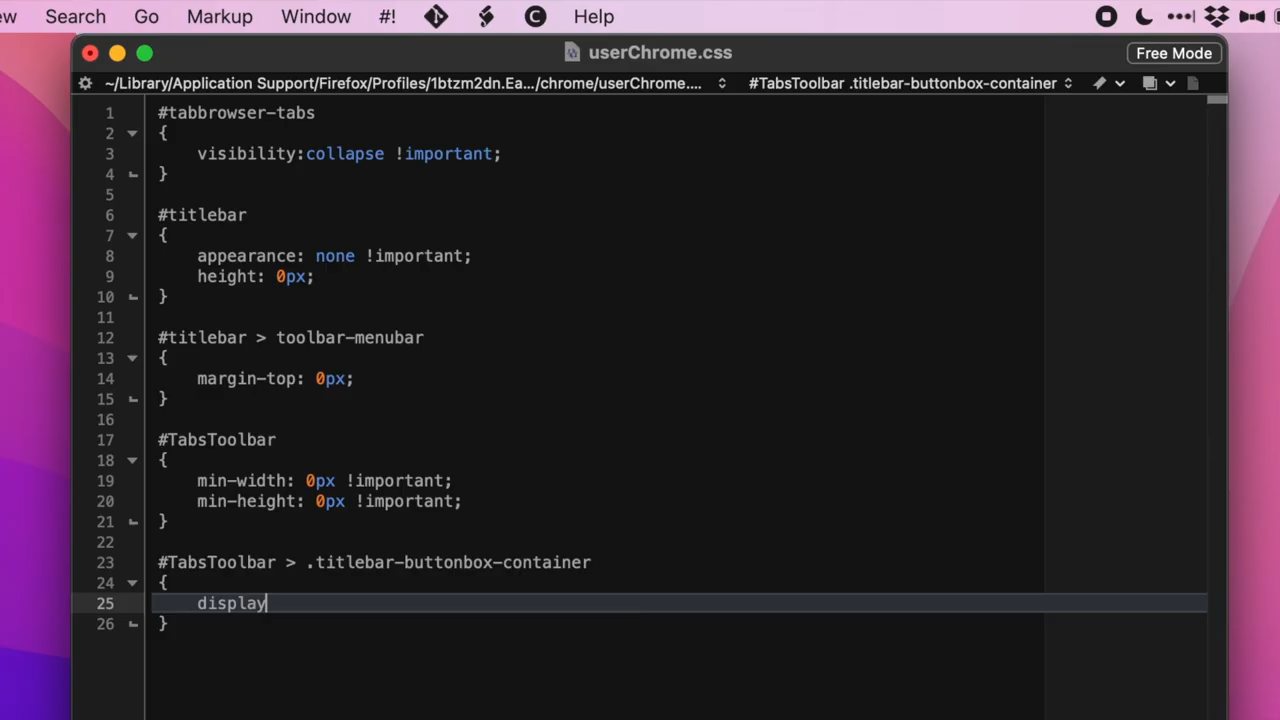 Search Go Markup Window #! C Help
userChrome.css Free Mode
~/Library/Application Support/Firefox/Profiles/1btzm2dn.Ea.../chrome/userChrome.... #TabsToolbar .titlebar-buttonbox-container
1 #tabbrowser-tabs
2 {
3 visibility:collapse !important;
4 }
5
6 #titlebar
7 {
8 appearance: none !important;
9 height: 0px;
10 }
11
12 #titlebar > toolbar-menubar
13 {
14 margin-top: 0px;
15 }
16
17 #TabsToolbar
18 {
19 min-width: 0px !important;
20 min-height: 0px !important;
21 }
22
23 #TabsToolbar > .titlebar-buttonbox-container
24 {
25 display
26 }